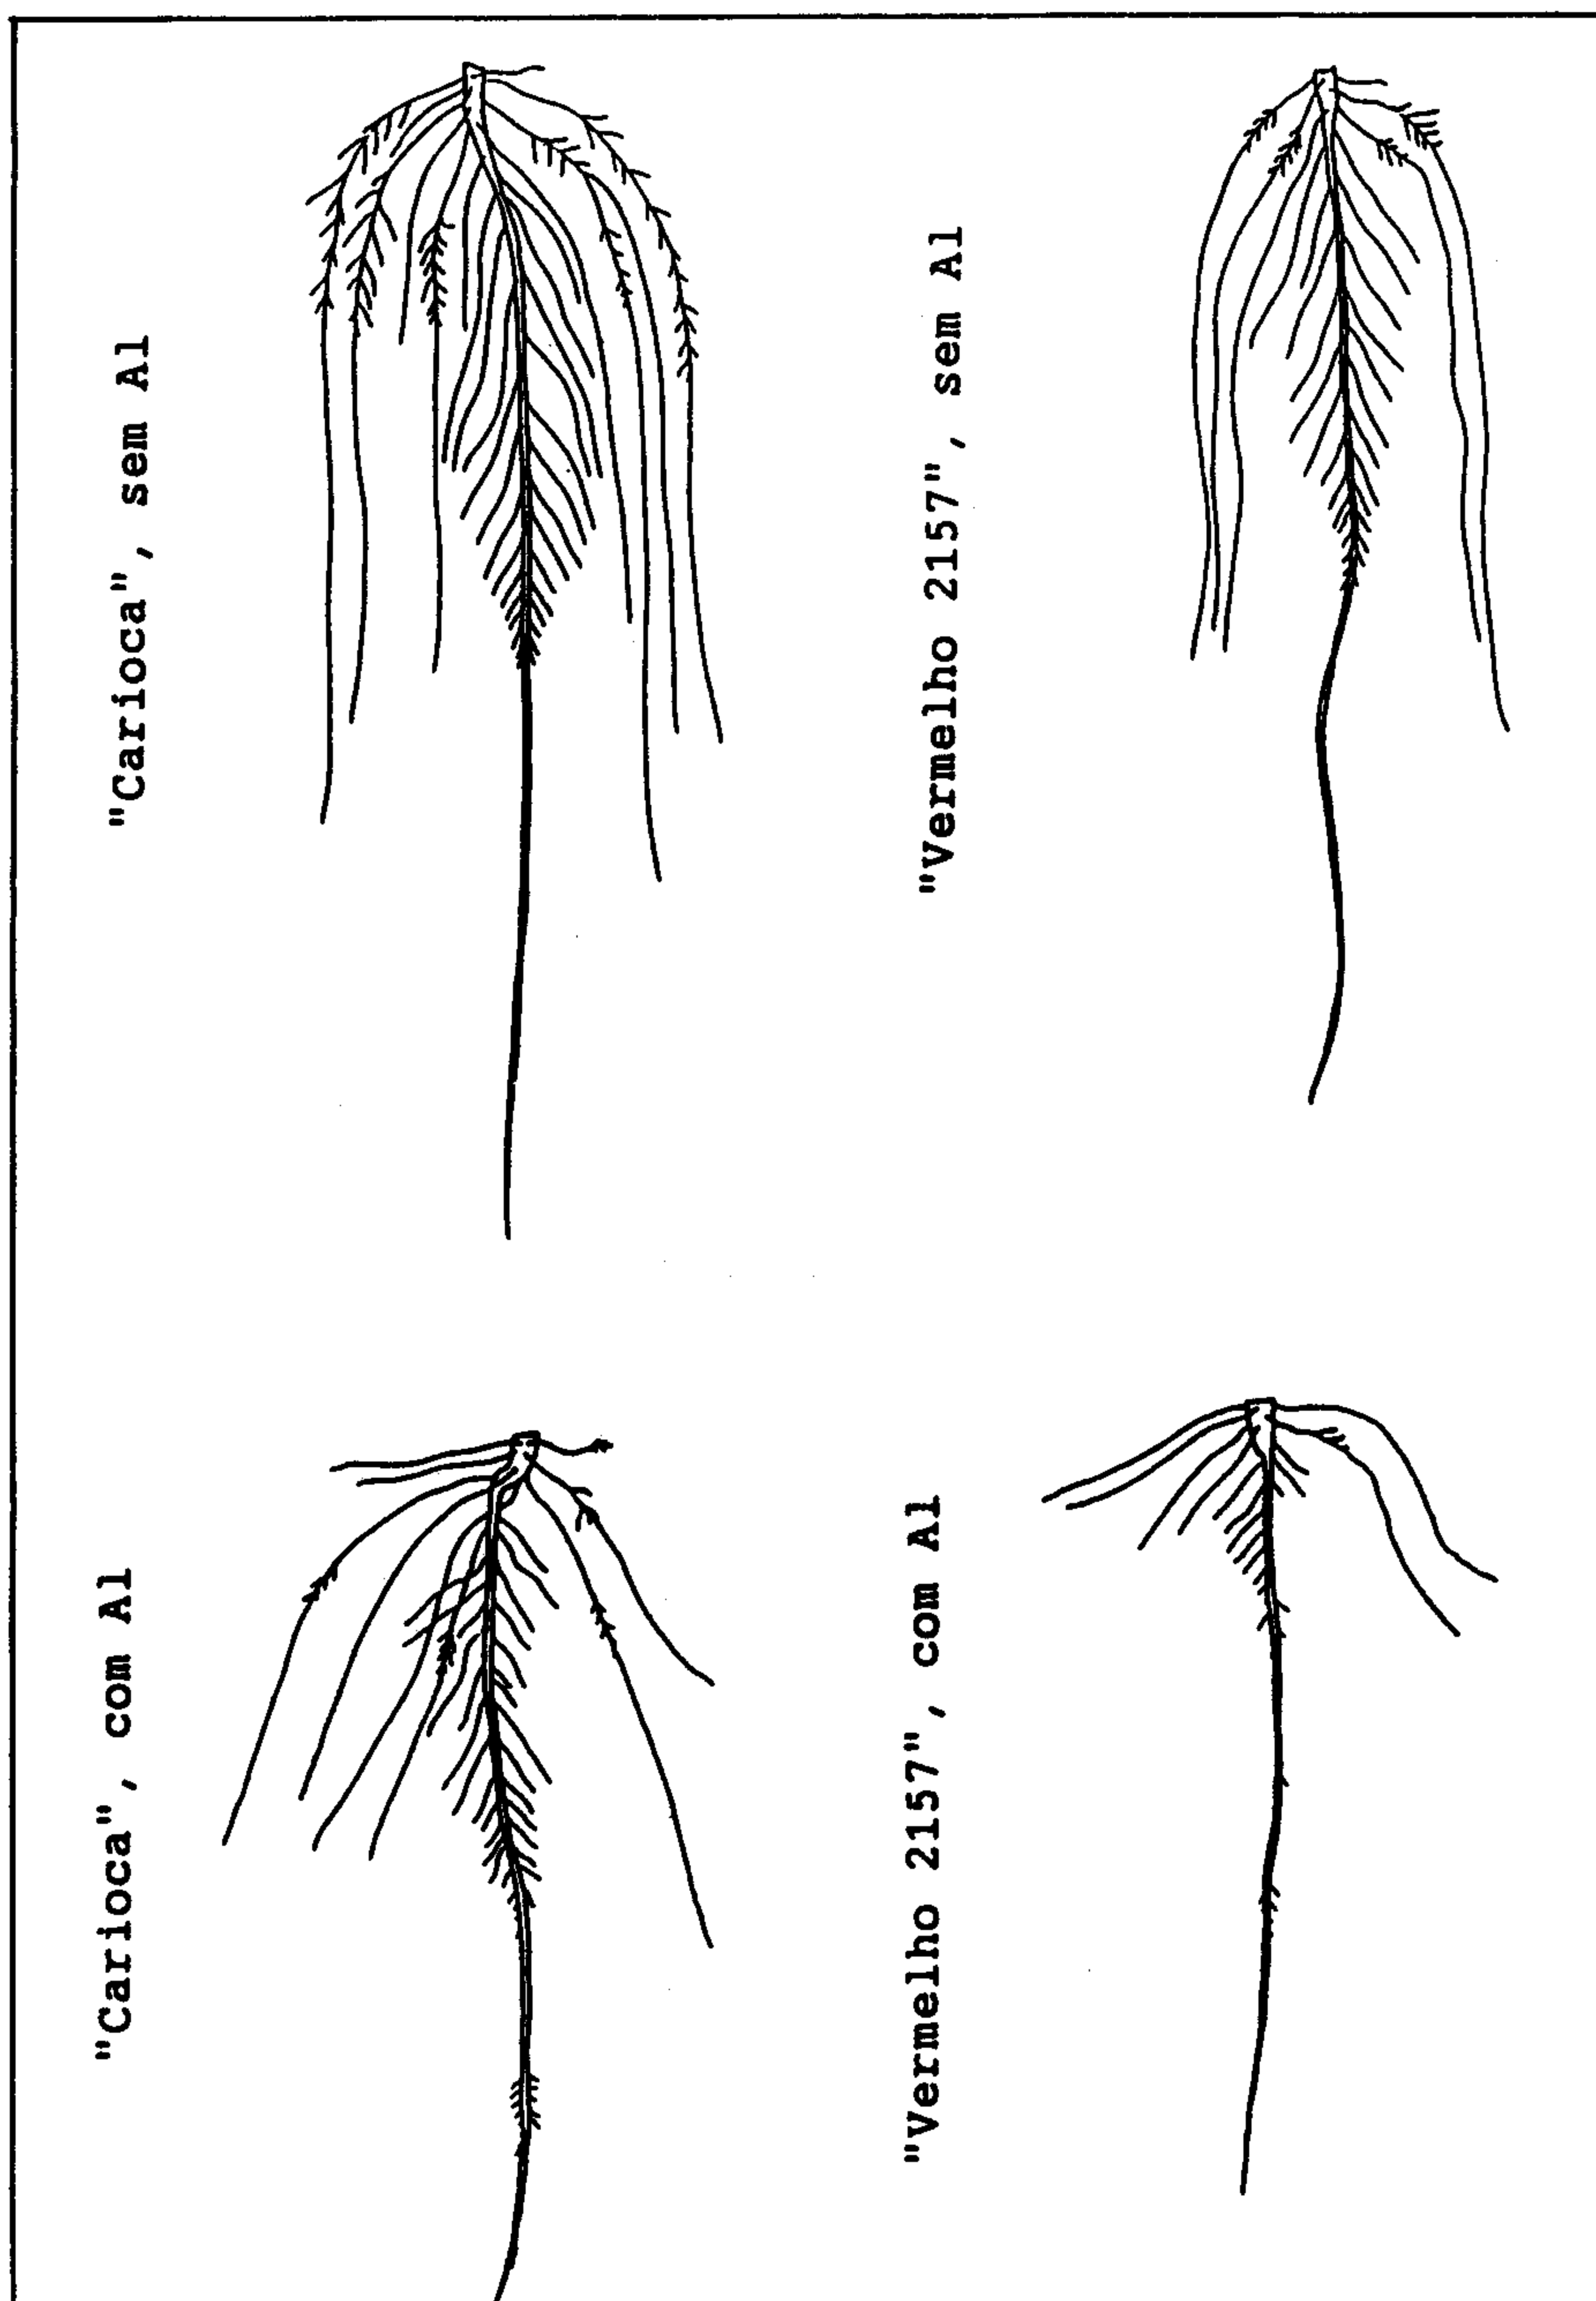 "Carioca", sem Al
"Vermelho 2157", sem Al
"Carioca", com Al
"Vermelho 2157", com Al